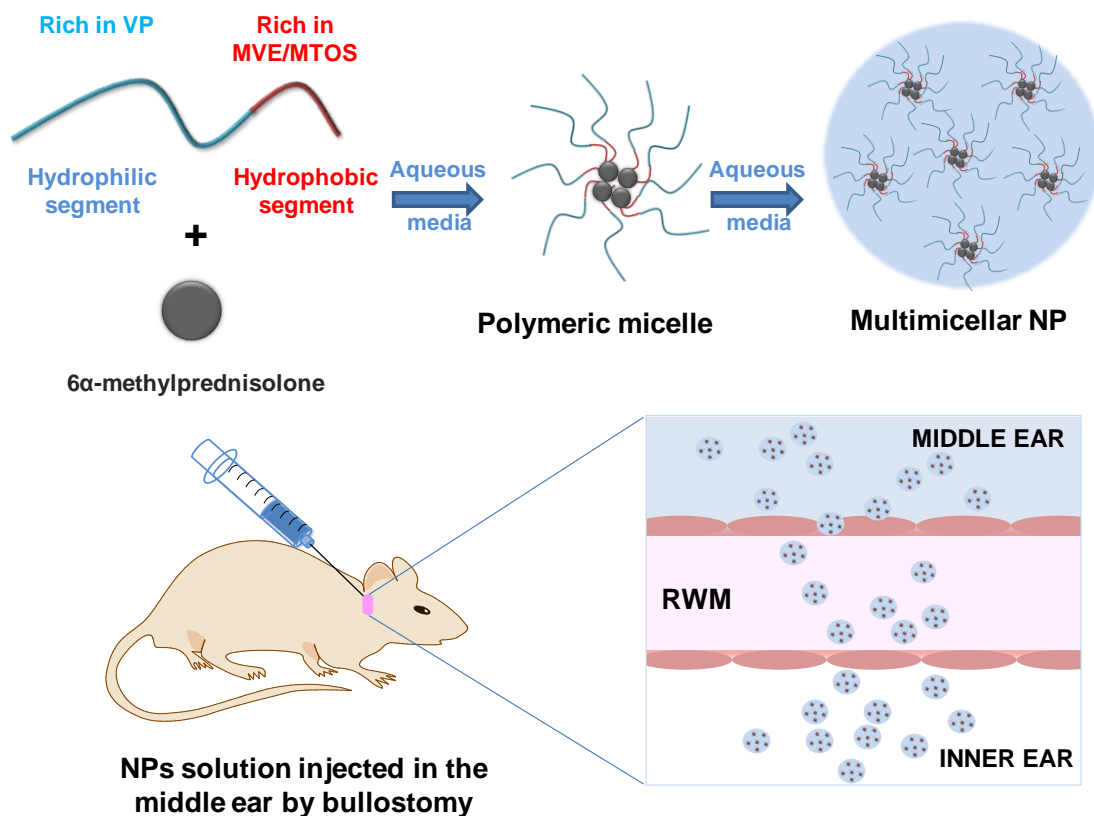 Rich in VP
Rich in
MVE/MTOS
Hydrophilic
segment
Hydrophobic
segment
+
6α-methylprednisolone
Aqueous
media
Polymeric micelle
Aqueous
media
Multimicellar NP
NPs solution injected in the
middle ear by bullostomy
MIDDLE EAR
RWM
INNER EAR